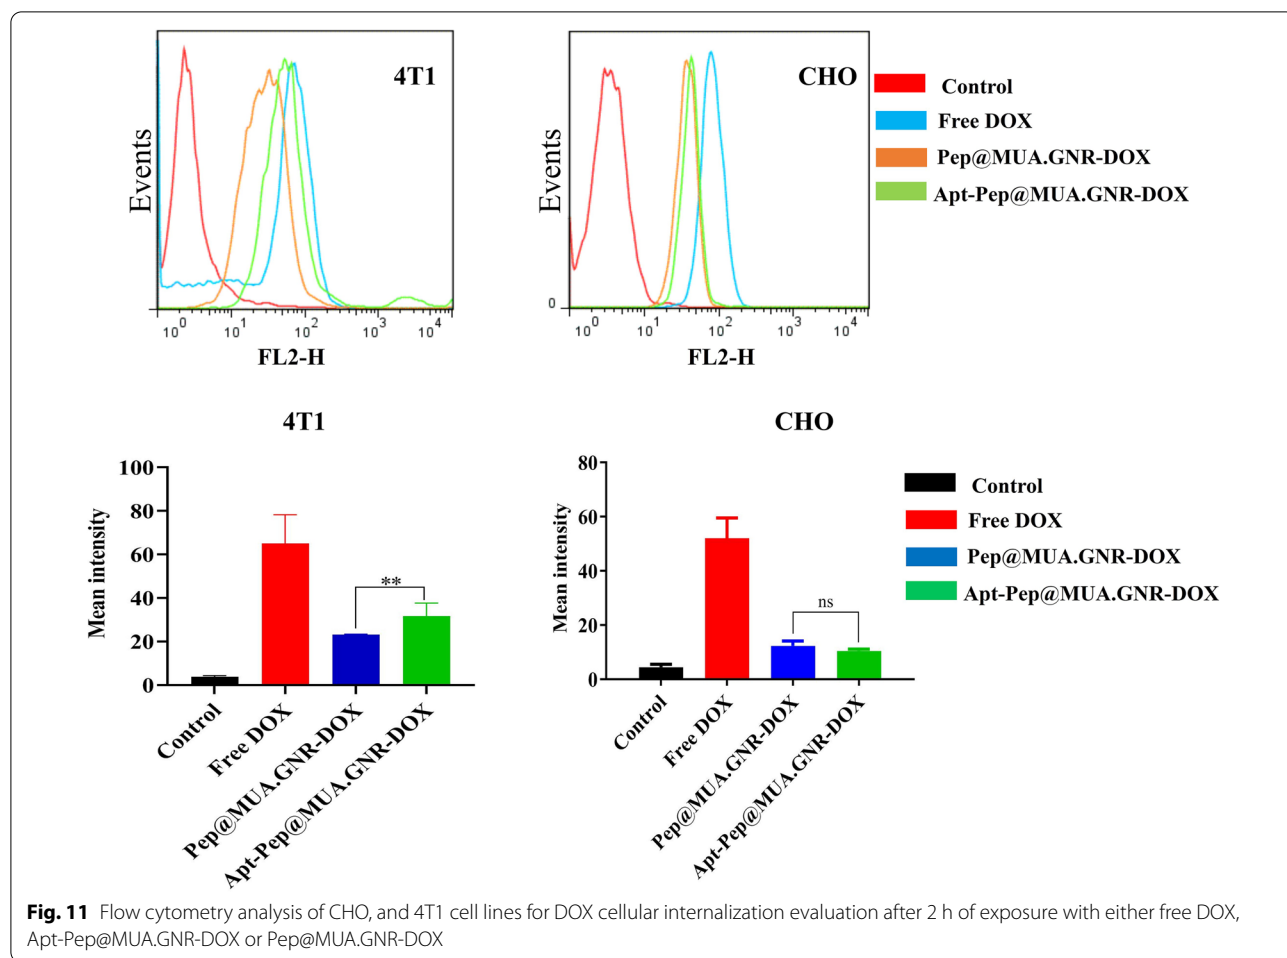 4T1
Events
10^0 10^1 10^2 10^3 10^4
FL2-H
CHO
Events
0
10^0 10^1 10^2 10^3 10^4
FL2-H
Control
Free DOX
Pep@MUA.GNR-DOX
Apt-Pep@MUA.GNR-DOX
4T1
Mean intensity
100
80
60
40
20
0
**
Control
Free DOX
Pep@MUA.GNR-DOX
Apt-Pep@MUA.GNR-DOX
CHO
Mean intensity
80
60
40
20
0
ns
Control
Free DOX
Pep@MUA.GNR-DOX
Apt-Pep@MUA.GNR-DOX
Control
Free DOX
Pep@MUA.GNR-DOX
Apt-Pep@MUA.GNR-DOX
Fig. 11 Flow cytometry analysis of CHO, and 4T1 cell lines for DOX cellular internalization evaluation after 2 h of exposure with either free DOX,
Apt-Pep@MUA.GNR-DOX or Pep@MUA.GNR-DOX